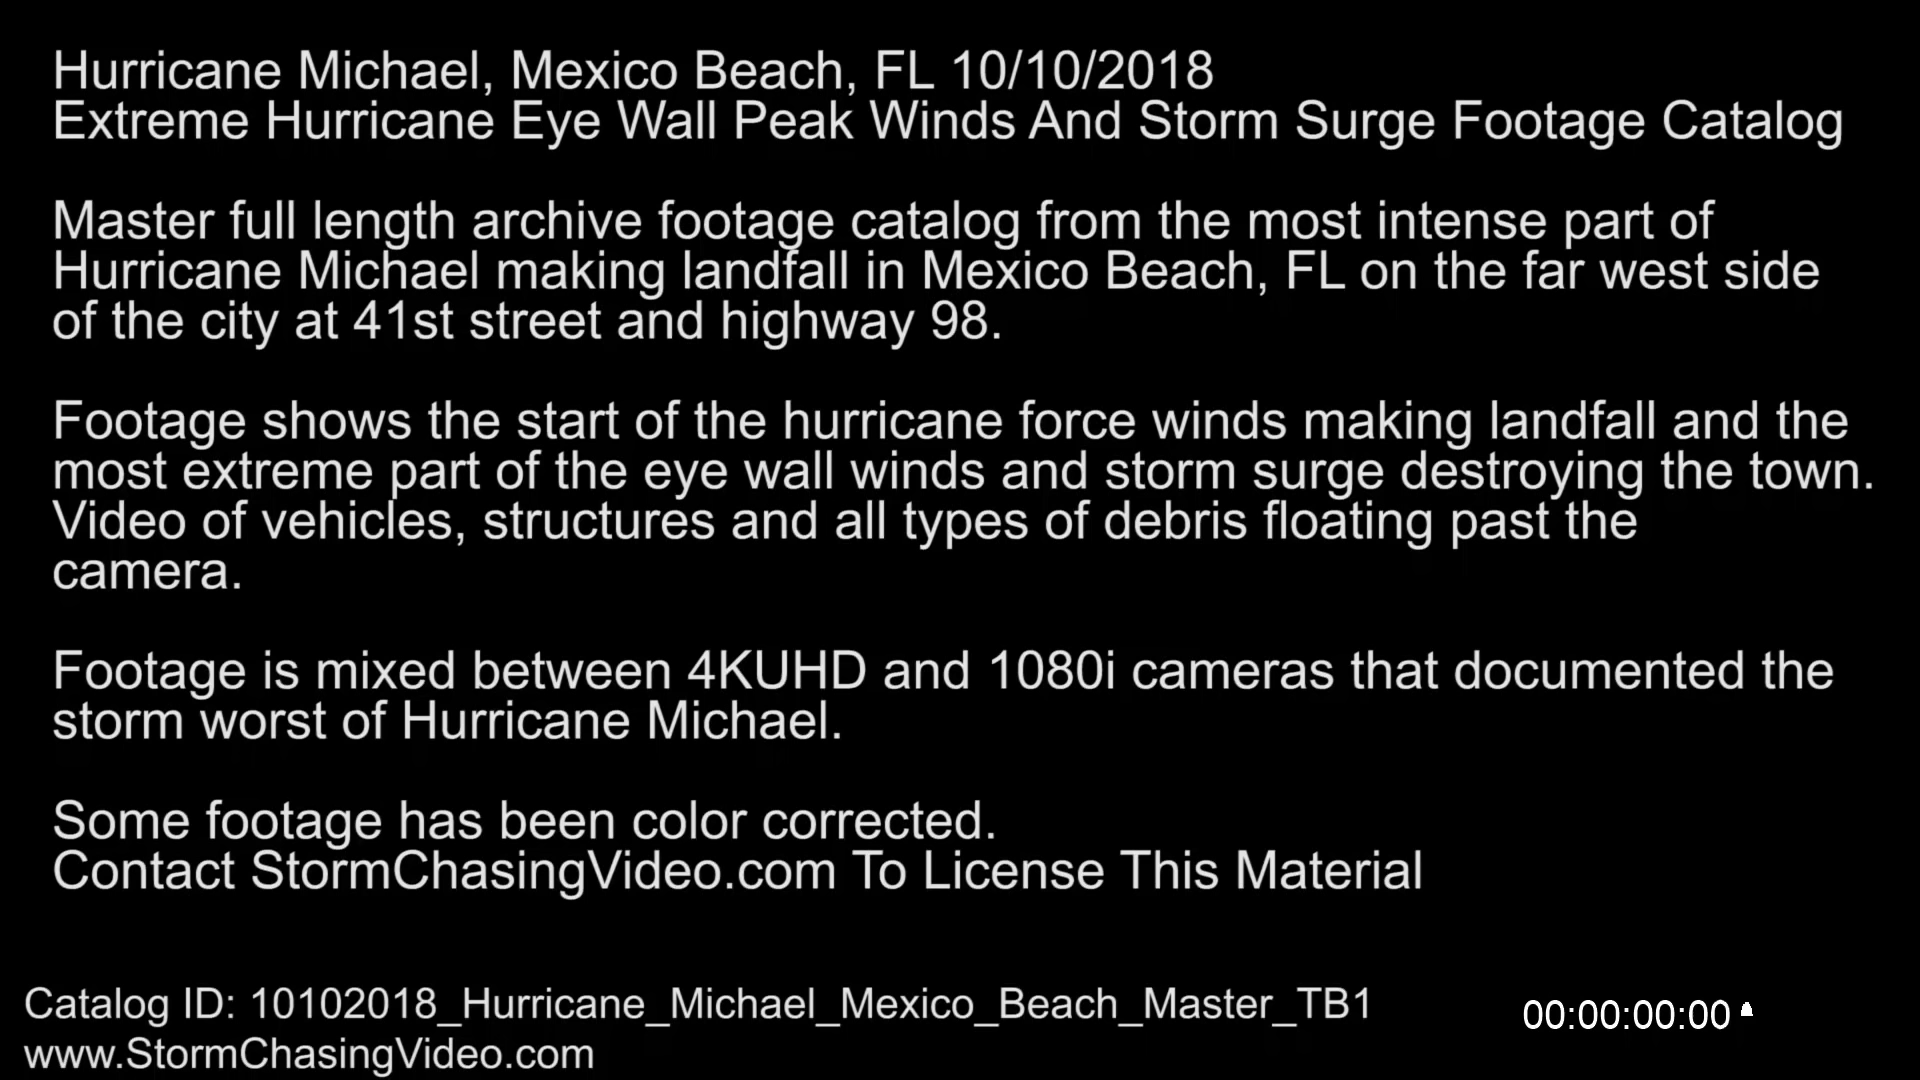 Hurricane Michael, Mexico Beach, FL 10/10/2018
Extreme Hurricane Eye Wall Peak Winds And Storm Surge Footage Catalog
Master full length archive footage catalog from the most intense part of
Hurricane Michael making landfall in Mexico Beach, FL on the far west side
of the city at 41st street and highway 98.
Footage shows the start of the hurricane force winds making landfall and the
most extreme part of the eye wall winds and storm surge destroying the town.
Video of vehicles, structures and all types of debris floating past the
camera.
Footage is mixed between 4KUHD and 1080i cameras that documented the
storm worst of Hurricane Michael.
Some footage has been color corrected.
Contact StormChasingVideo.com To License This Material
Catalog ID: 10102018_Hurricane_Michael_Mexico_Beach_Master_TB1
00:00:00:00
www.StormChasingVideo.com